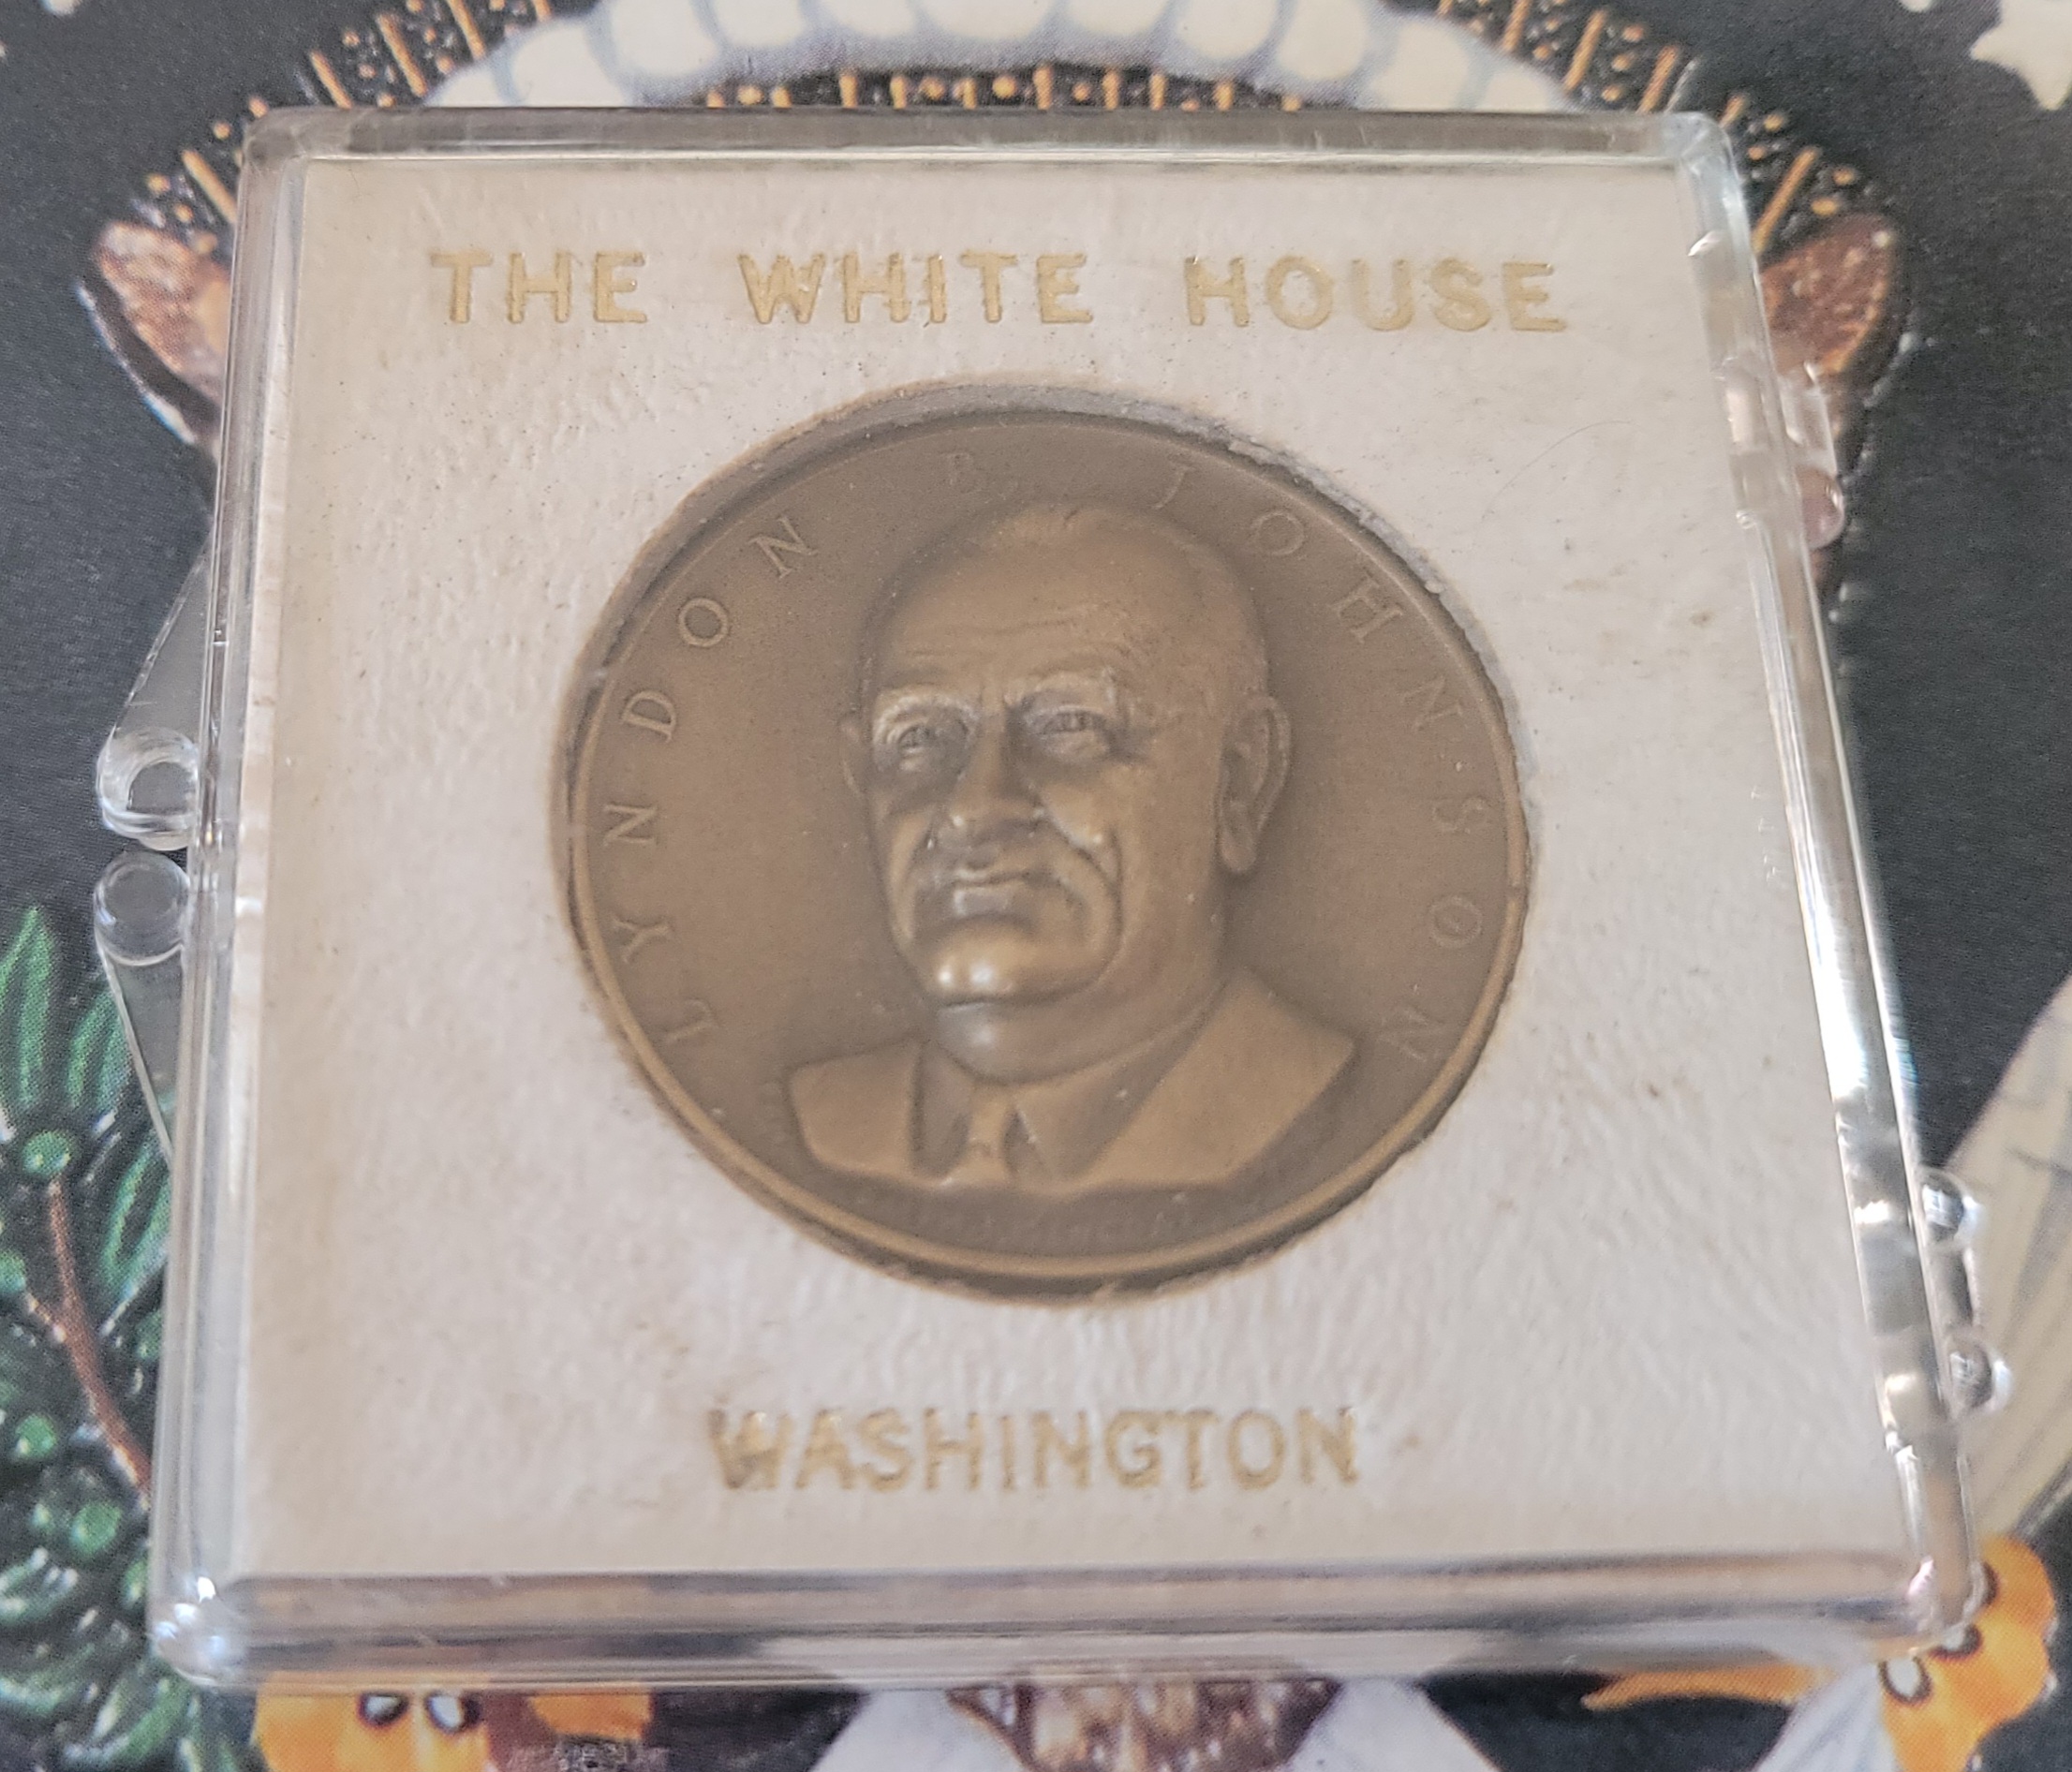 THE WHITE HOUSE
LYNDON B. JOHNSON
WASHINGTON